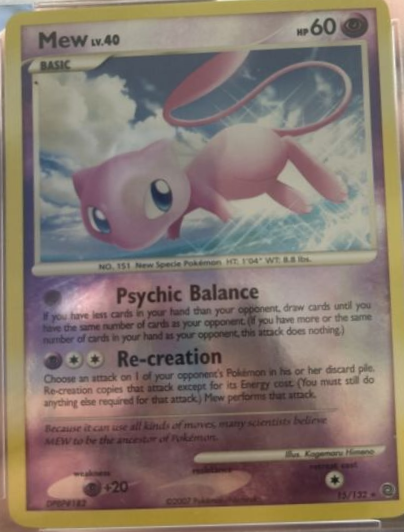 Mew LV.40
HP 60
BASIC
NO. 151 New Specie Pokémon HT: 1'04" WT: 8.8 lbs.
Psychic Balance
If you have less cards in your hand than your opponent, draw cards until you
have the same number of cards as your opponent. (If you have more or the same
number of cards in your hand as your opponent, this attack does nothing.)
Re-creation
Choose an attack on 1 of your opponent's Pokémon in his or her discard pile.
Re-creation copies that attack except for its Energy cost. (You must still do
anything else required for that attack.) Mew performs that attack.
Because it can use all kinds of moves, many scientists believe
MEW to be the ancestor of Pokémon.
Illus. Kagemaru Himeno
weakness
+20
resistance
retreat cost
©2007 Pokémon
15/132